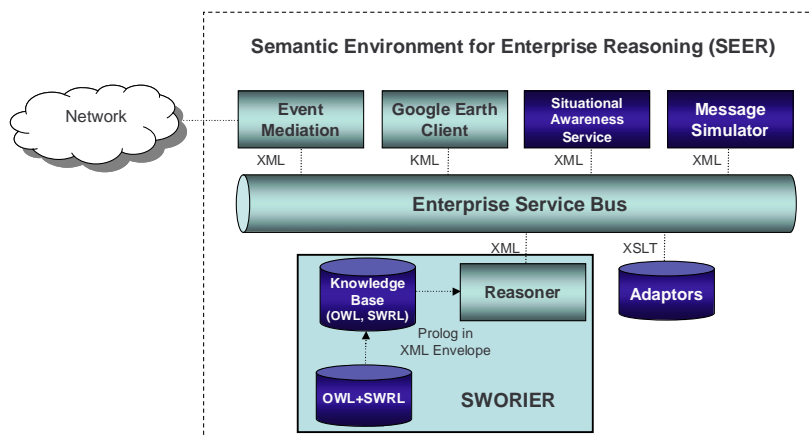 Semantic Environment for Enterprise Reasoning (SEER)
Network
Event
Mediation
Google Earth
Client
Situational
Awareness
Service
Message
Simulator
XML
KML
XML
XML
Enterprise Service Bus
XML
XSLT
Knowledge
Base
(OWL, SWRL)
Reasoner
Adaptors
Prolog in
XML Envelope
OWL+SWRL
SWORIER